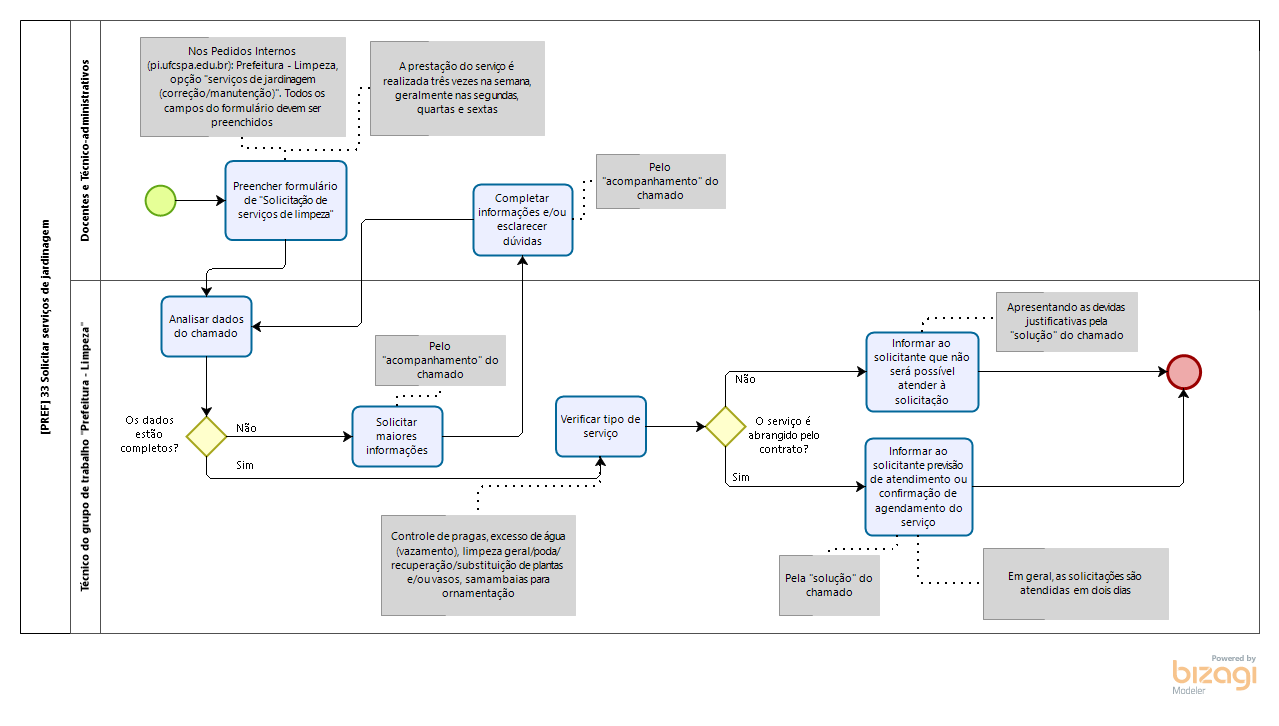 [PREF] 33 Solicitar serviços de jardinagem
Docentes e Técnico-administrativos
Nos Pedidos Internos
(pi.ufcspa.edu.br): Prefeitura - Limpeza,
opção "serviços de jardinagem
(correção/manutenção)". Todos os
campos do formulário devem ser
preenchidos
A prestação do serviço é
realizada três vezes na semana,
geralmente nas segundas,
quartas e sextas
Preencher formulário
de "Solicitação de
serviços de limpeza"
Completar
informações e/ou
esclarecer
dúvidas
Pelo
"acompanhamento" do
chamado
Técnico do grupo de trabalho "Prefeitura - Limpeza"
Analisar dados
do chamado
Os dados
estão
completos?
Não
Sim
Pelo
"acompanhamento" do
chamado
Solicitar
maiores
informações
Verificar tipo de
serviço
Controle de pragas, excesso de água
(vazamento), limpeza geral/poda/
recuperação/substituição de plantas
e/ou vasos, samambaias para
ornamentação
Não
O serviço é
abrangido pelo
contrato?
Sim
Apresentando as devidas
justificativas pela
"solução" do chamado
Informar ao
solicitante que não
será possível
atender à
solicitação
Informar ao
solicitante previsão
de atendimento ou
confirmação de
agendamento do
serviço
Pela "solução" do
chamado
Em geral, as solicitações são
atendidas em dois dias
Powered by
bizagi
Modeler